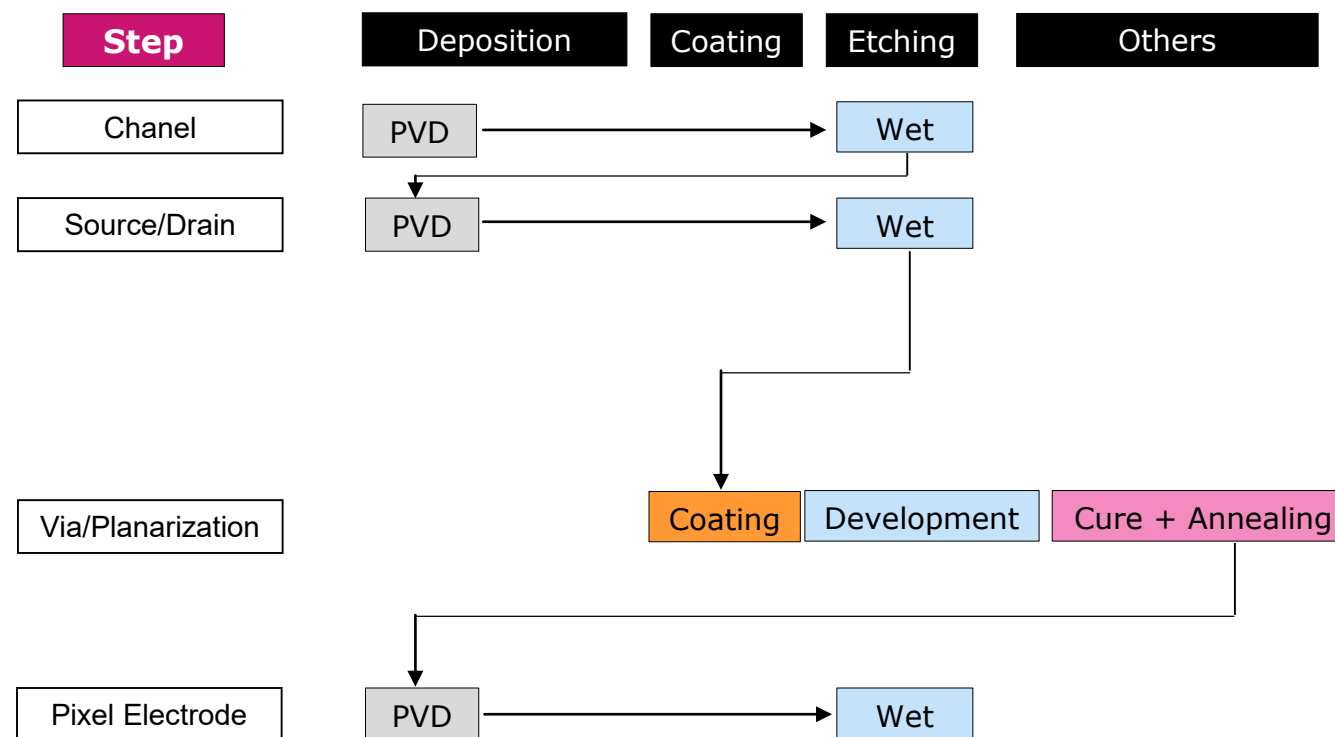 Step
Deposition
Coating
Etching
Others
Chanel
PVD
Wet
Source/Drain
PVD
Wet
Via/Planarization
Coating
Development
Cure + Annealing
Pixel Electrode
PVD
Wet